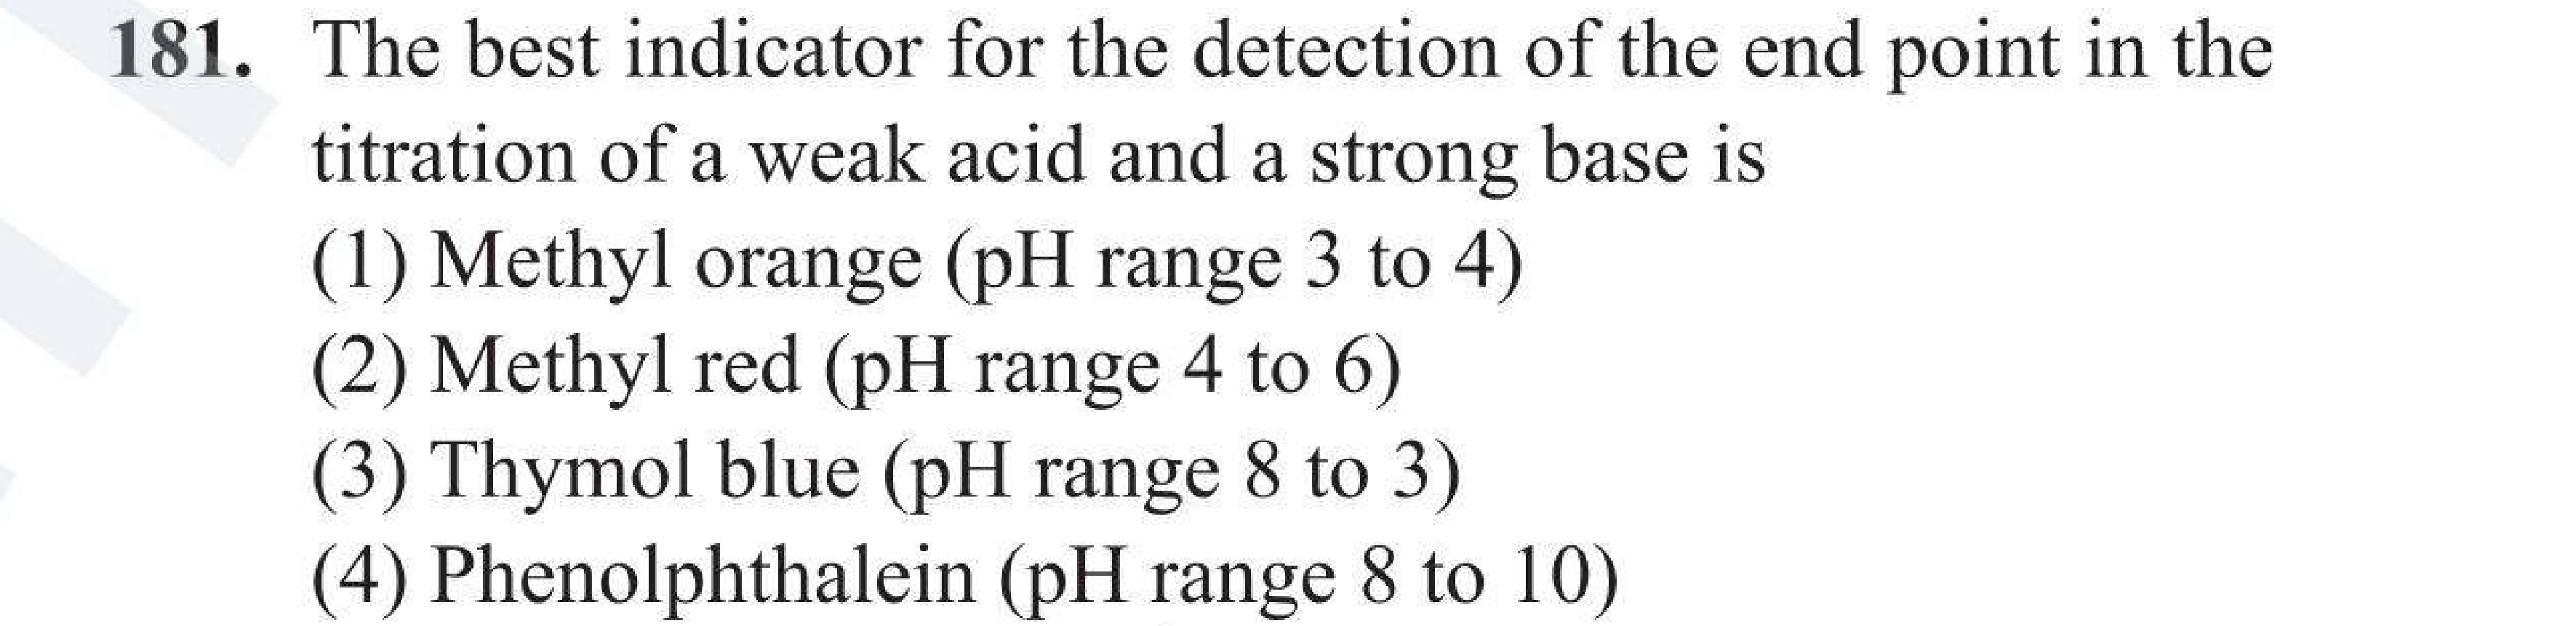 181. The best indicator for the detection of the end point in the
titration of a weak acid and a strong base is
(1) Methyl orange (pH range 3 to 4)
(2) Methyl red (pH range 4 to 6)
(3) Thymol blue (pH range 8 to 3)
(4) Phenolphthalein (pH range 8 to 10)